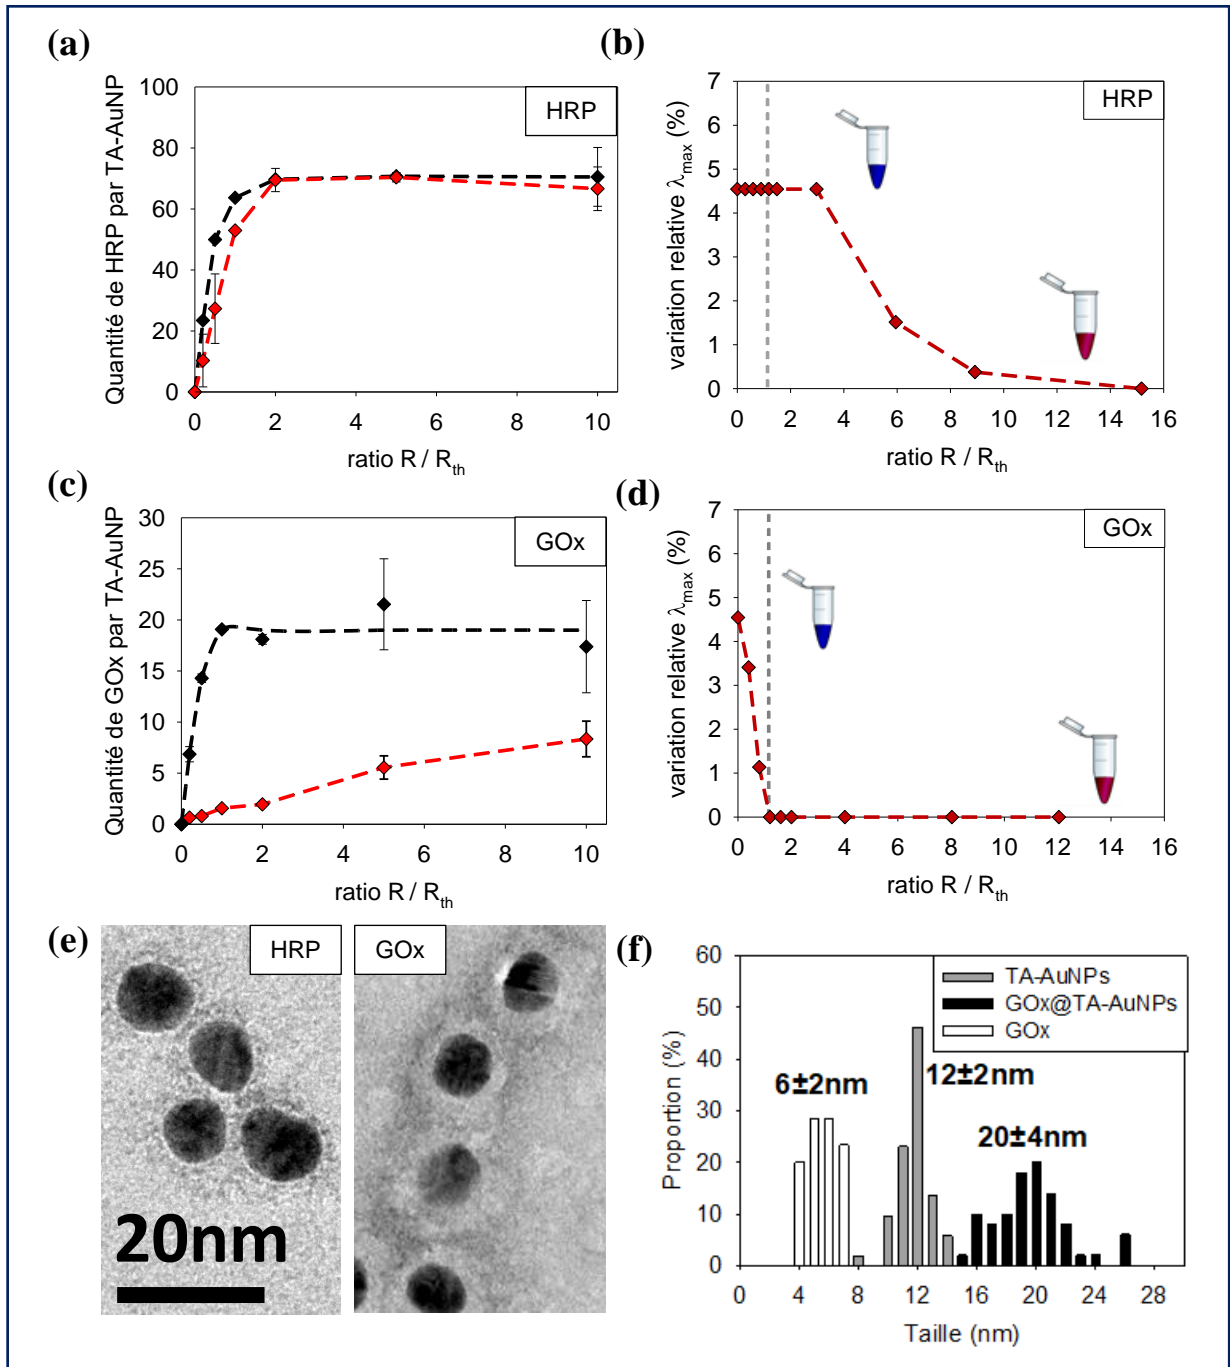 (a)
HRP
Quantité de HRP par TA-AuNP
100
80
60
40
20
0
0 2 4 6 8 10
ratio R / Rth
(b)
HRP
variation relative λmax (%)
7
6
5
4
3
2
1
0
0 2 4 6 8 10 12 14 16
ratio R / Rth
(c)
GOx
Quantité de GOx par TA-AuNP
30
25
20
15
10
5
0
0 2 4 6 8 10
ratio R / Rth
(d)
GOx
variation relative λmax (%)
7
6
5
4
3
2
1
0
0 2 4 6 8 10 12 14 16
ratio R / Rth
(e)
HRP
GOx
20nm
(f)
TA-AuNPs
GOx@TA-AuNPs
GOx
6±2nm
12±2nm
20±4nm
Proportion (%)
60
50
40
30
20
10
0
0 4 8 12 16 20 24 28
Taille (nm)